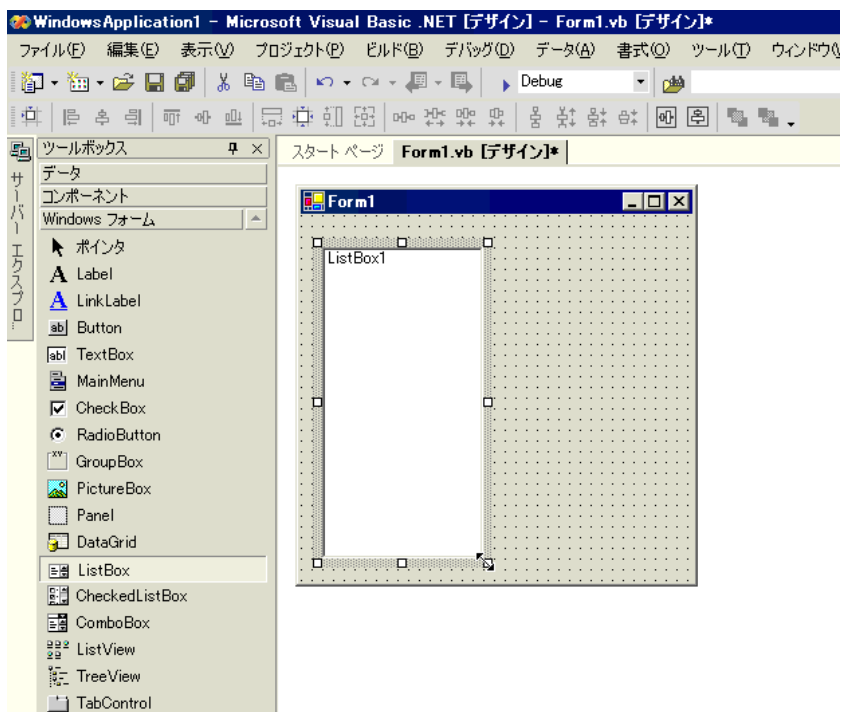 WindowsApplication1 - Microsoft Visual Basic .NET [デザイン] - Form1.vb [デザイン]*
ファイル(F) 編集(E) 表示(V) プロジェクト(P) ビルド(B) デバッグ(D) データ(A) 書式(O) ツール(T) ウィンドウ(
Debug
ツールボックス
スタート ページ Form1.vb [デザイン]*
サーバー エクスプロ...
データ
コンポーネント
Windows フォーム
ポインタ
A Label
A LinkLabel
ab Button
abl TextBox
MainMenu
CheckBox
RadioButton
XY GroupBox
PictureBox
Panel
DataGrid
ListBox
CheckedListBox
ComboBox
ListView
TreeView
TabControl
Form1
ListBox1